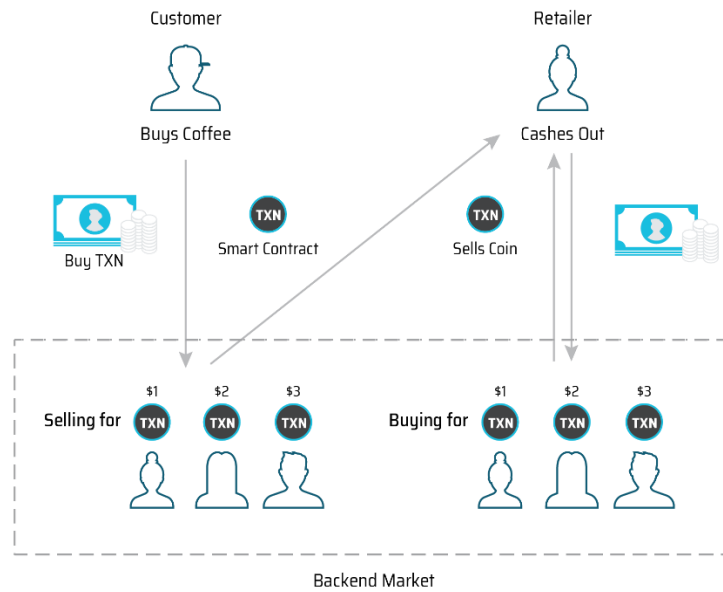 Customer
Retailer
Buys Coffee
Cashes Out
TXN
TXN
Buy TXN
Smart Contract
Sells Coin
$1 $2 $3
Selling for TXN TXN TXN
$1 $2 $3
Buying for TXN TXN TXN
Backend Market